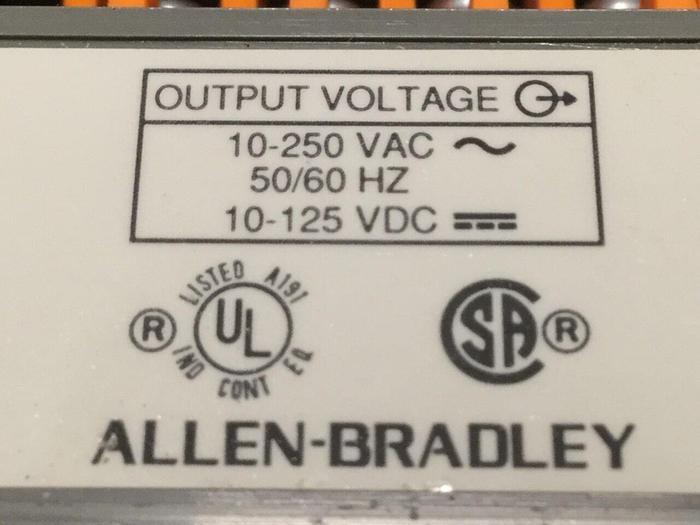 OUTPUT VOLTAGE
10-250 VAC
50/60 HZ
10-125 VDC
LISTED A191
® UL
IND CONT EQ
SA ®
ALLEN-BRADLEY